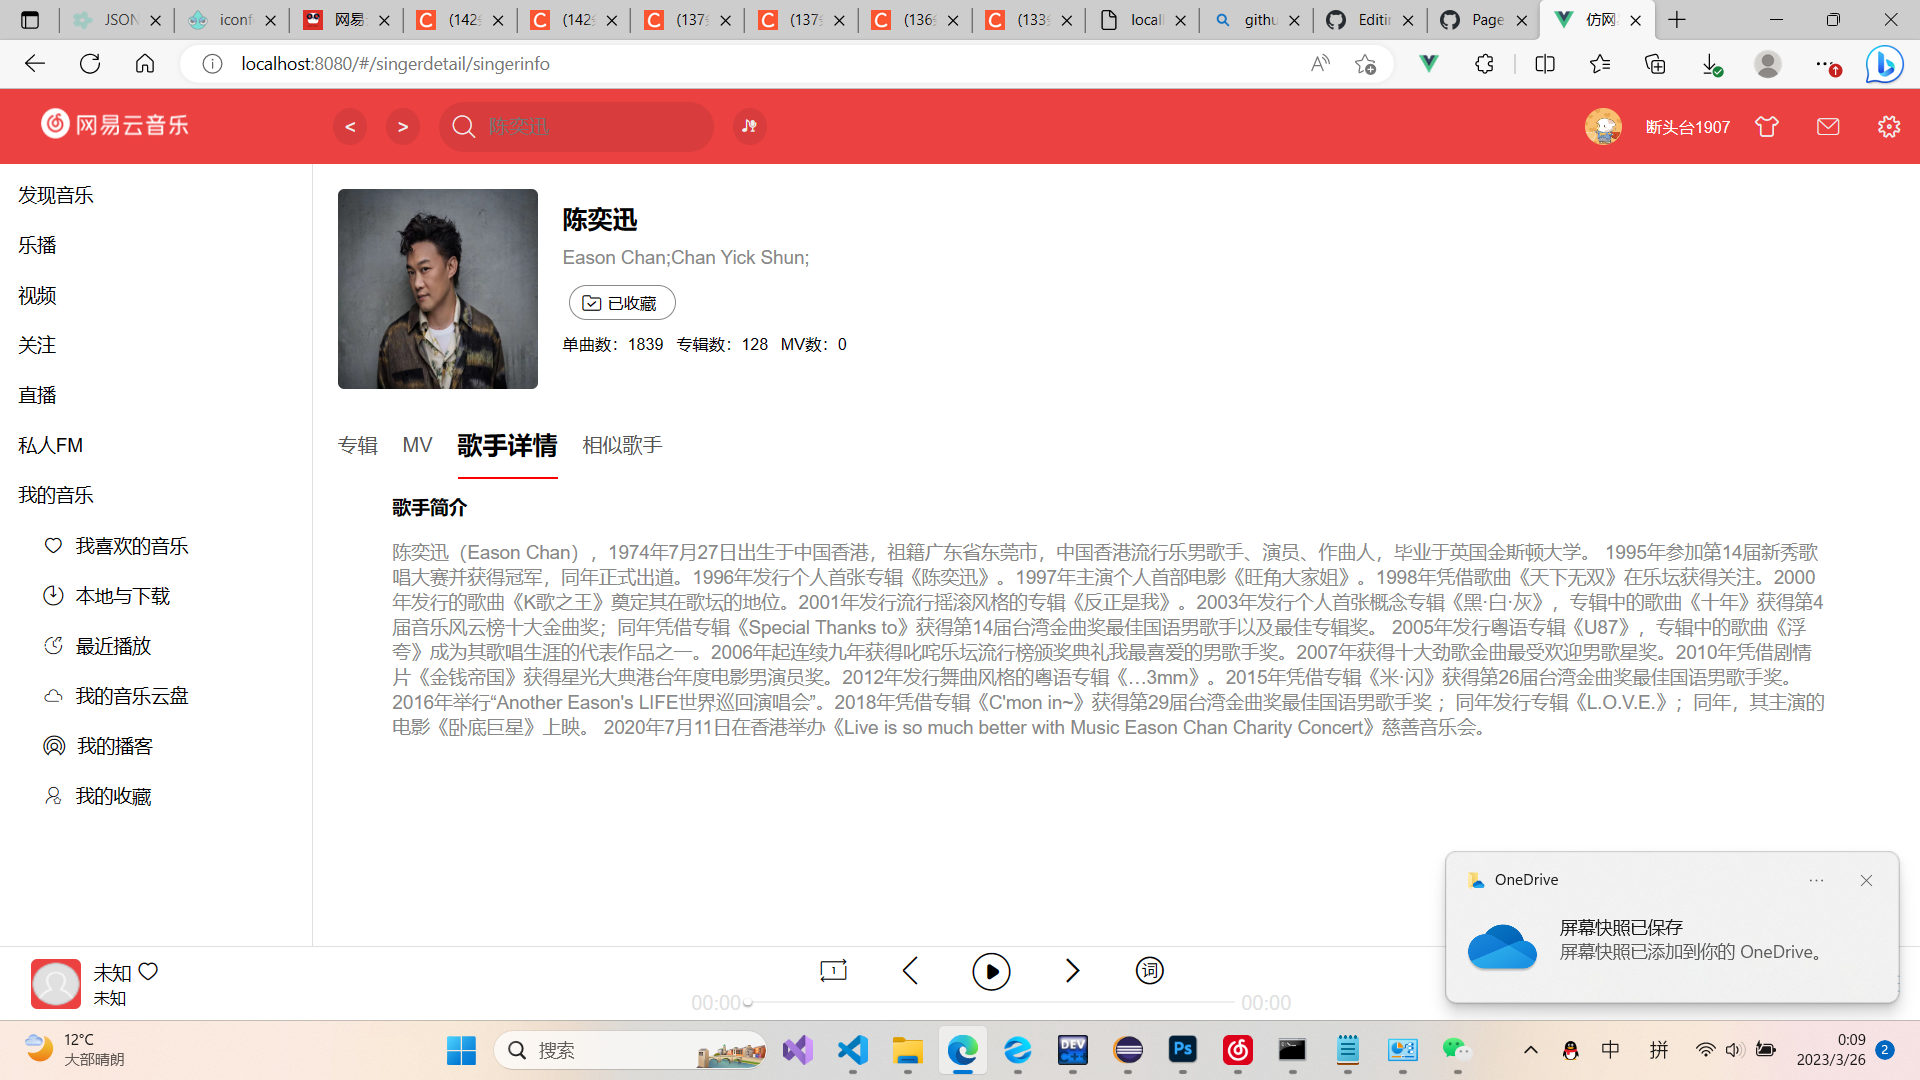 JSON
iconf
网易
(142
(142
(137
(137
(136
(133
locall
githu
Editin
Page
仿网
localhost:8080/#/singerdetail/singerinfo
网易云音乐
<
>
陈奕迅
断头台1907
发现音乐
乐播
视频
关注
直播
私人FM
我的音乐
我喜欢的音乐
本地与下载
最近播放
我的音乐云盘
我的播客
我的收藏
陈奕迅
Eason Chan;Chan Yick Shun;
已收藏
单曲数：1839 专辑数：128 MV数：0
专辑 MV 歌手详情 相似歌手
歌手简介
陈奕迅（Eason Chan），1974年7月27日出生于中国香港，祖籍广东省东莞市，中国香港流行乐男歌手、演员、作曲人，毕业于英国金斯顿大学。 1995年参加第14届新秀歌
唱大赛并获得冠军，同年正式出道。1996年发行个人首张专辑《陈奕迅》。1997年主演个人首部电影《旺角大家姐》。1998年凭借歌曲《天下无双》在乐坛获得关注。2000
年发行的歌曲《K歌之王》奠定其在歌坛的地位。2001年发行流行摇滚风格的专辑《反正是我》。2003年发行个人首张概念专辑《黑·白·灰》，专辑中的歌曲《十年》获得第4
届音乐风云榜十大金曲奖；同年凭借专辑《Special Thanks to》获得第14届台湾金曲奖最佳国语男歌手以及最佳专辑奖。 2005年发行粤语专辑《U87》，专辑中的歌曲《浮
夸》成为其歌唱生涯的代表作品之一。2006年起连续九年获得叱咤乐坛流行榜颁奖典礼我最喜爱的男歌手奖。2007年获得十大劲歌金曲最受欢迎男歌星奖。2010年凭借剧情
片《金钱帝国》获得星光大典港台年度电影男演员奖。2012年发行舞曲风格的粤语专辑《…3mm》。2015年凭借专辑《米·闪》获得第26届台湾金曲奖最佳国语男歌手奖。
2016年举行“Another Eason's LIFE世界巡回演唱会”。2018年凭借专辑《C'mon in~》获得第29届台湾金曲奖最佳国语男歌手奖 ；同年发行专辑《L.O.V.E.》；同年，其主演的
电影《卧底巨星》上映。 2020年7月11日在香港举办《Live is so much better with Music Eason Chan Charity Concert》慈善音乐会。
OneDrive
屏幕快照已保存
屏幕快照已添加到你的 OneDrive。
未知
未知
1
词
00:00
00:00
12°C
大部晴朗
搜索
DEV
Ps
中
拼
0:09
2023/3/26
2